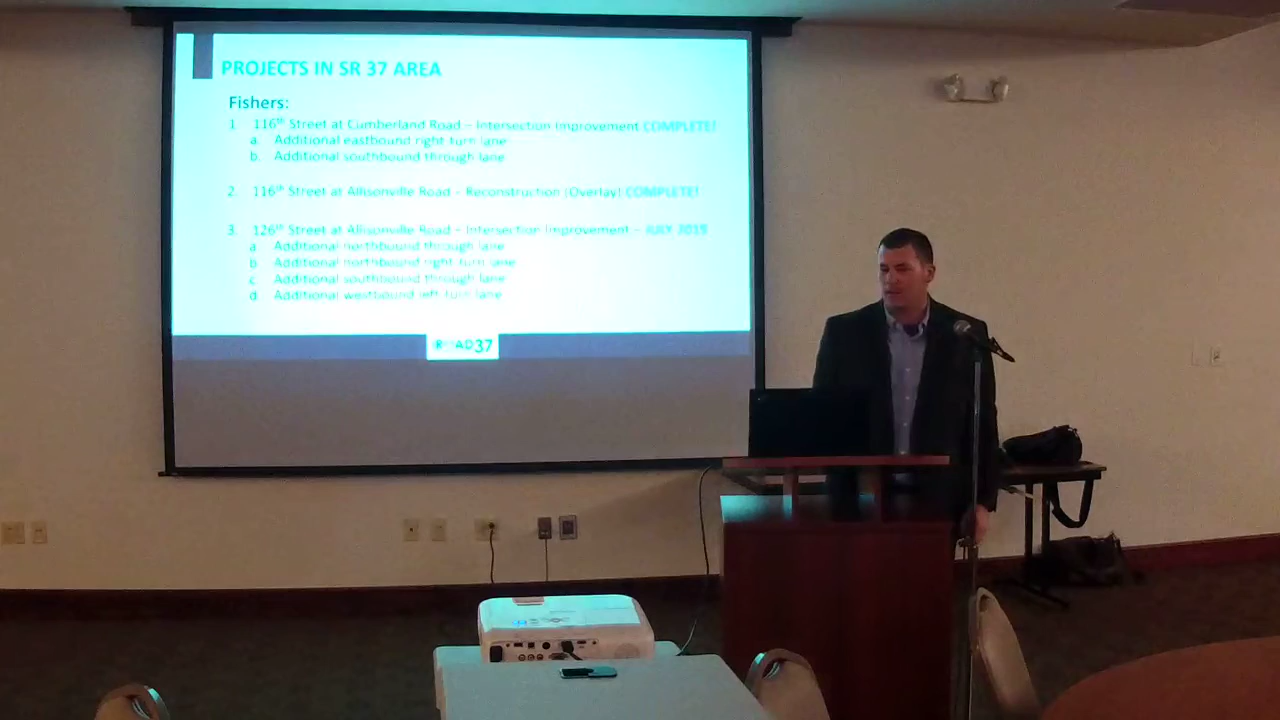 PROJECTS IN SR 37 AREA
Fishers:
1. 116th Street at Cumberland Road – Intersection Improvement COMPLETE!
a. Additional eastbound right turn lane
b. Additional southbound through lane
2. 116th Street at Allisonville Road – Reconstruction (Overlay) COMPLETE!
3. 126th Street at Allisonville Road – Intersection Improvement – JULY 2019
a. Additional northbound through lane
b. Additional northbound right turn lane
c. Additional southbound through lane
d. Additional westbound left turn lane
ROAD37